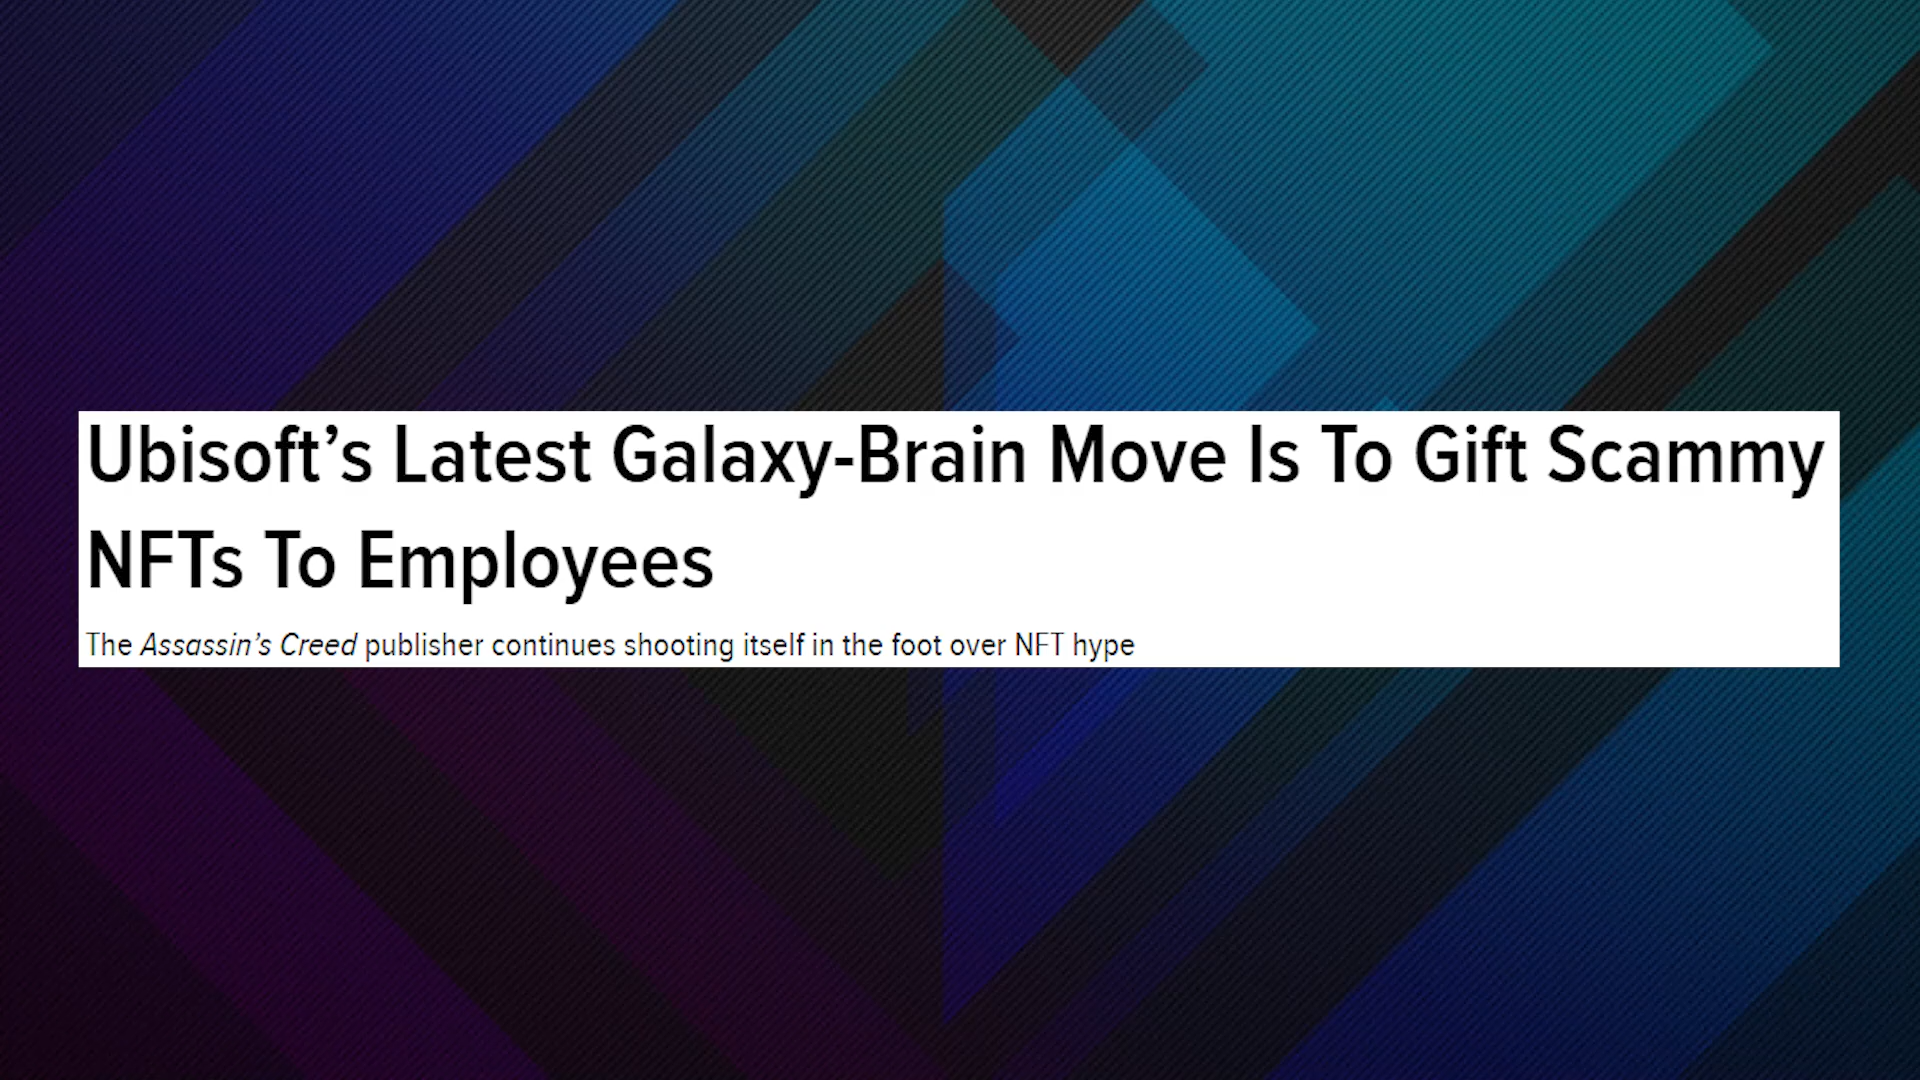 Ubisoft’s Latest Galaxy-Brain Move Is To Gift Scammy
NFTs To Employees
The Assassin’s Creed publisher continues shooting itself in the foot over NFT hype